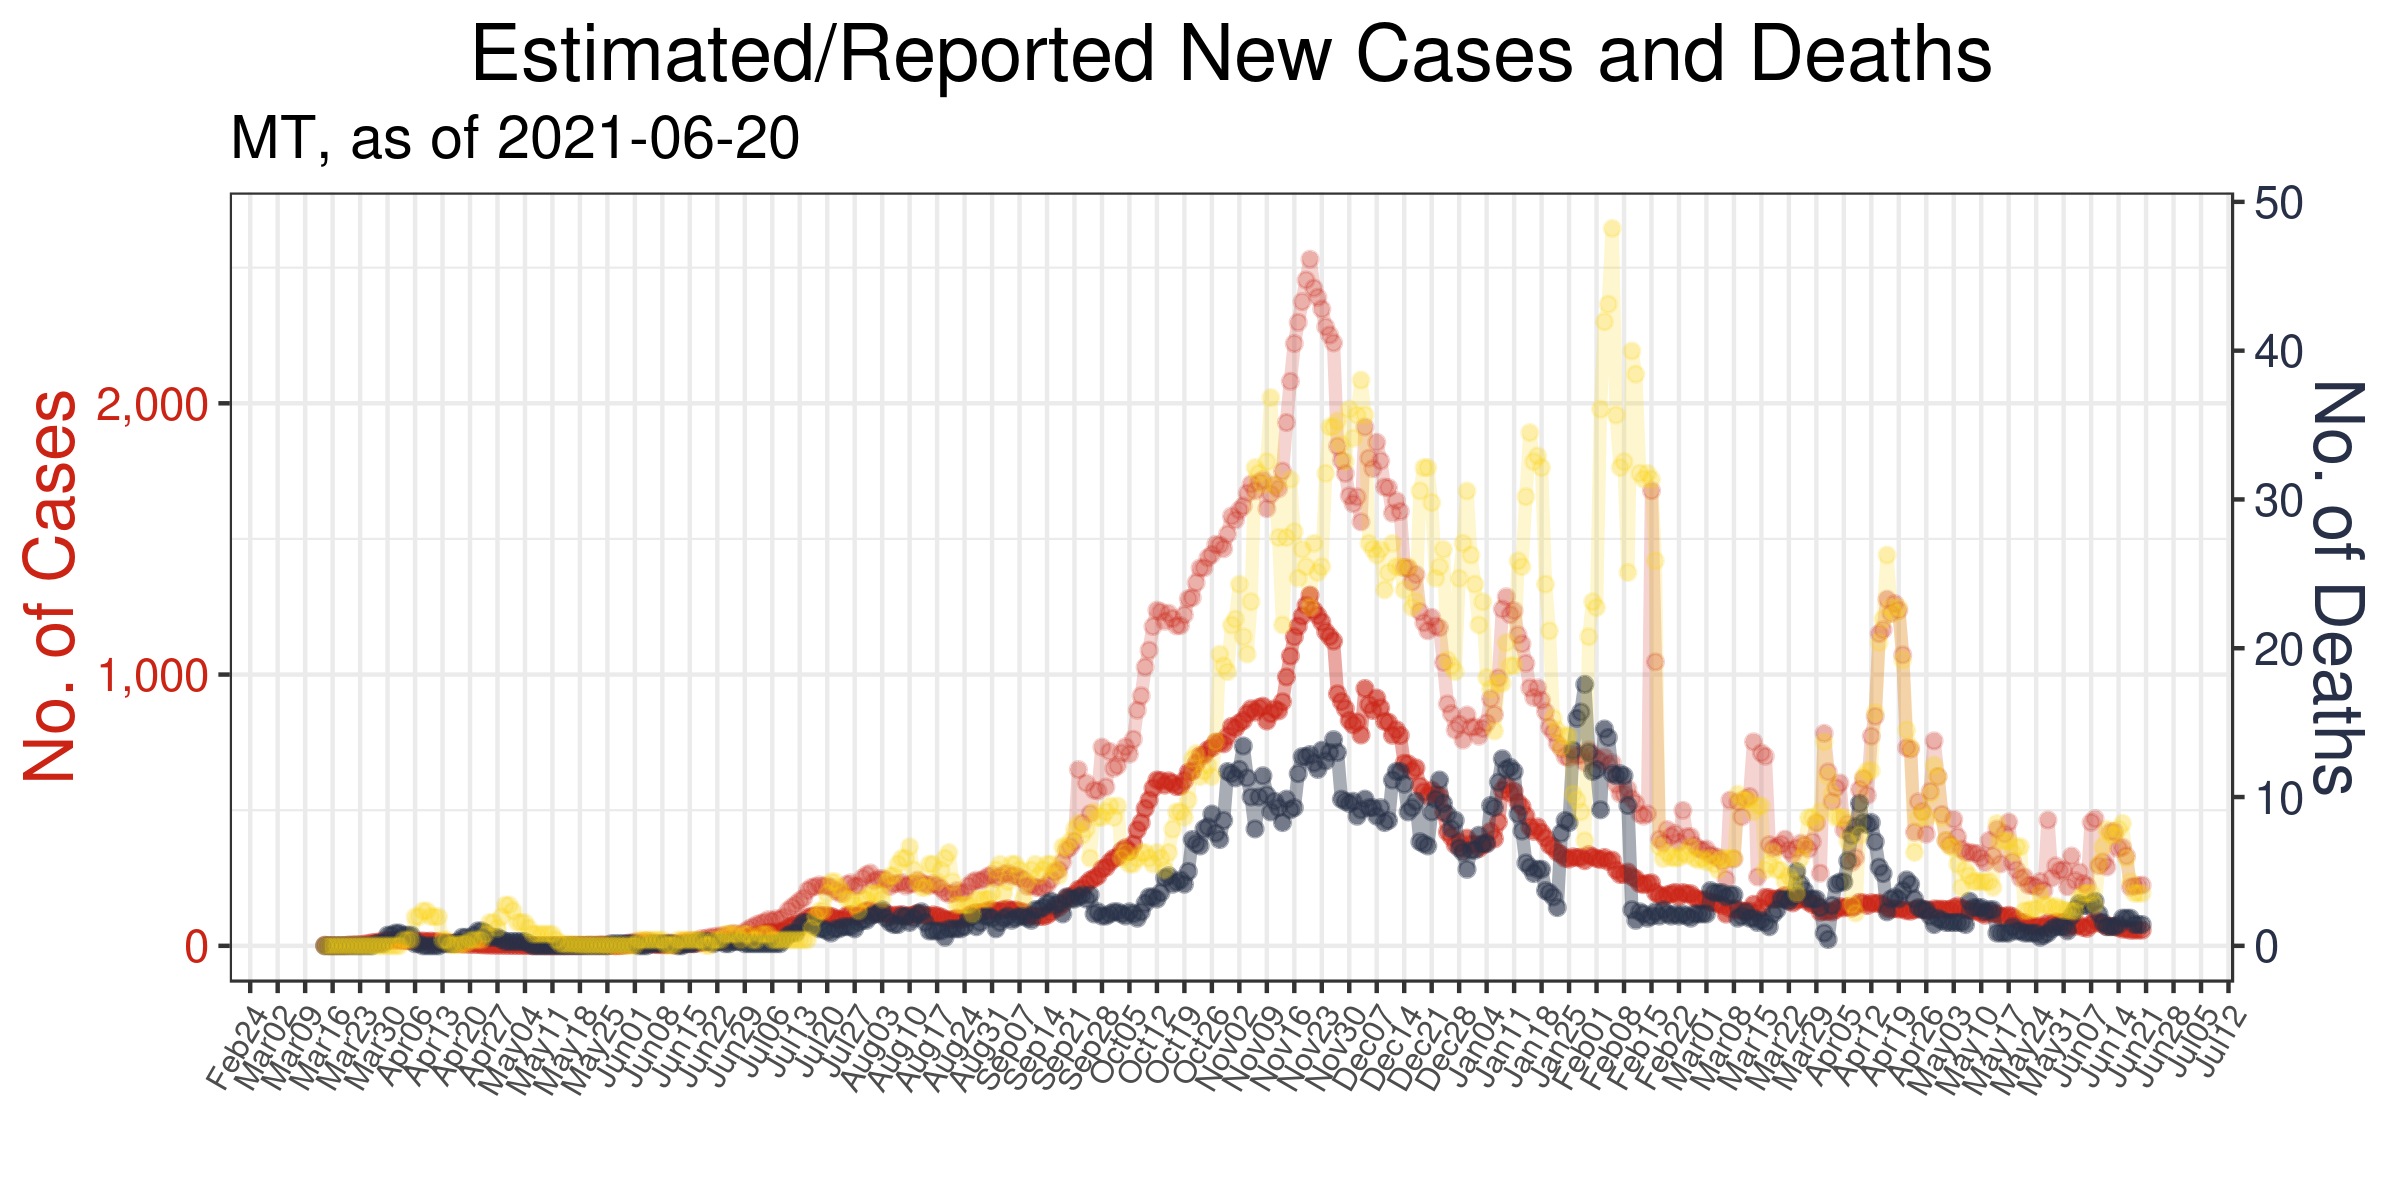 Estimated/Reported New Cases and Deaths
MT, as of 2021-06-20
No. of Cases
2,000
1,000
0
50
40
30
20
10
0
No. of Deaths
Feb24
Mar02
Mar09
Mar16
Mar23
Mar30
Apr06
Apr13
Apr20
Apr27
May04
May11
May18
May25
Jun01
Jun08
Jun15
Jun22
Jun29
Jul06
Jul13
Jul20
Jul27
Aug03
Aug10
Aug17
Aug24
Aug31
Sep07
Sep14
Sep21
Sep28
Oct05
Oct12
Oct19
Oct26
Nov02
Nov09
Nov16
Nov23
Nov30
Dec07
Dec14
Dec21
Dec28
Jan04
Jan11
Jan18
Jan25
Feb01
Feb08
Feb15
Feb22
Mar01
Mar08
Mar15
Mar22
Mar29
Apr05
Apr12
Apr19
Apr26
May03
May10
May17
May24
May31
Jun07
Jun14
Jun21
Jun28
Jul05
Jul12